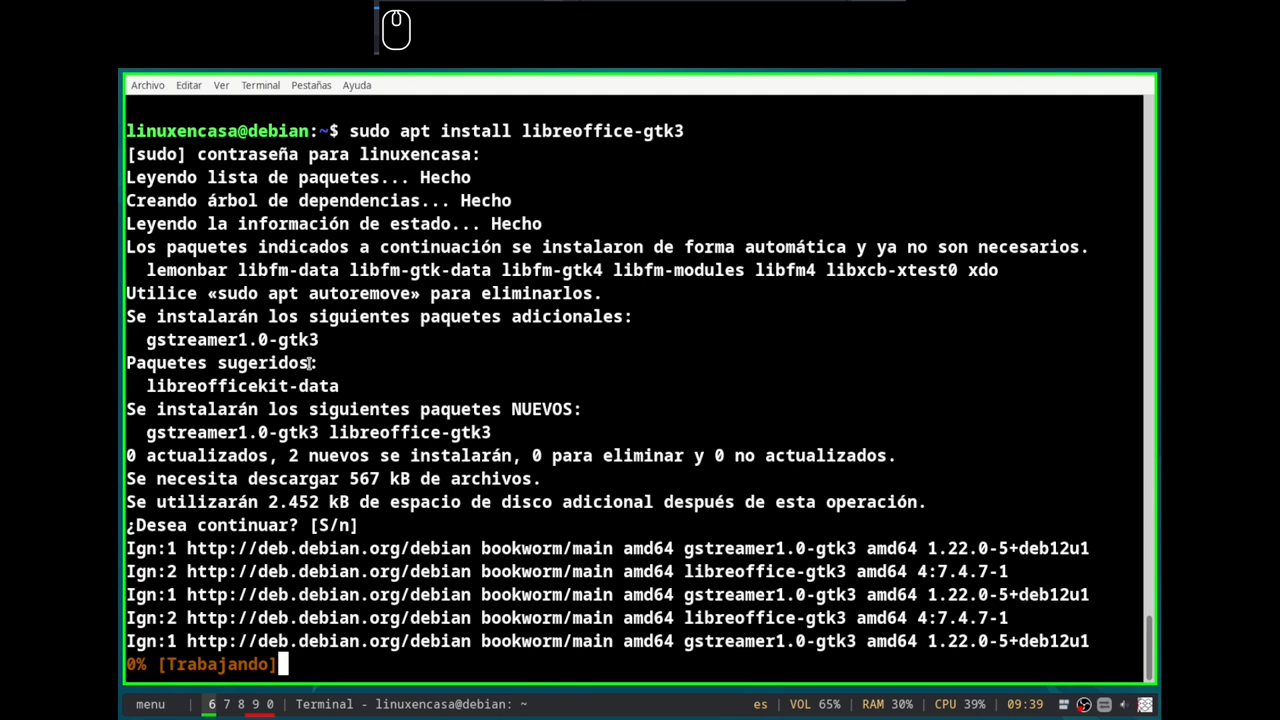 Archivo Editar Ver Terminal Pestañas Ayuda
linuxencasa@debian:~$ sudo apt install libreoffice-gtk3
[sudo] contraseña para linuxencasa:
Leyendo lista de paquetes... Hecho
Creando árbol de dependencias... Hecho
Leyendo la información de estado... Hecho
Los paquetes indicados a continuación se instalaron de forma automática y ya no son necesarios.
lemonbar libfm-data libfm-gtk-data libfm-gtk4 libfm-modules libfm4 libxcb-xtest0 xdo
Utilice «sudo apt autoremove» para eliminarlos.
Se instalarán los siguientes paquetes adicionales:
gstreamer1.0-gtk3
Paquetes sugeridos:
libreofficekit-data
Se instalarán los siguientes paquetes NUEVOS:
gstreamer1.0-gtk3 libreoffice-gtk3
0 actualizados, 2 nuevos se instalarán, 0 para eliminar y 0 no actualizados.
Se necesita descargar 567 kB de archivos.
Se utilizarán 2.452 kB de espacio de disco adicional después de esta operación.
¿Desea continuar? [S/n]
Ign:1 http://deb.debian.org/debian bookworm/main amd64 gstreamer1.0-gtk3 amd64 1.22.0-5+deb12u1
Ign:2 http://deb.debian.org/debian bookworm/main amd64 libreoffice-gtk3 amd64 4:7.4.7-1
Ign:1 http://deb.debian.org/debian bookworm/main amd64 gstreamer1.0-gtk3 amd64 1.22.0-5+deb12u1
Ign:2 http://deb.debian.org/debian bookworm/main amd64 libreoffice-gtk3 amd64 4:7.4.7-1
Ign:1 http://deb.debian.org/debian bookworm/main amd64 gstreamer1.0-gtk3 amd64 1.22.0-5+deb12u1
0% [Trabajando]
menu | 6 7 8 9 0 | Terminal - linuxencasa@debian: ~ es | VOL 65% | RAM 30% | CPU 39% | 09:39